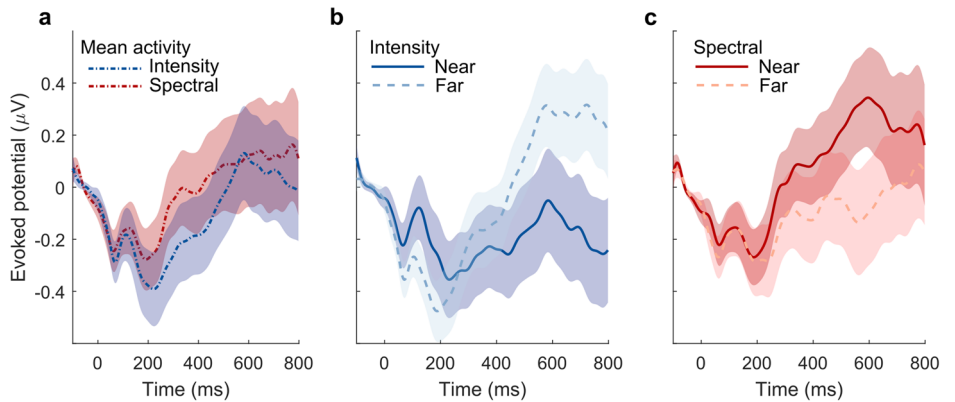 a
Mean activity
Intensity
Spectral
Evoked potential (μV)
0.4
0.2
0
-0.2
-0.4
0 200 400 600 800
Time (ms)
b
Intensity
Near
Far
0 200 400 600 800
Time (ms)
c
Spectral
Near
Far
0 200 400 600 800
Time (ms)